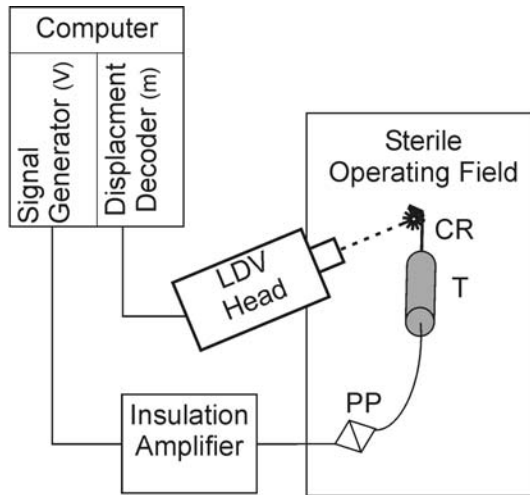 Computer
Signal
Generator (V)
Displacment
Decoder (m)
Sterile
Operating Field
CR
LDV
Head
T
PP
Insulation
Amplifier